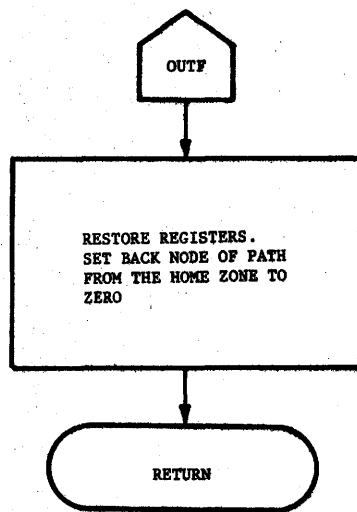 OUTF
RESTORE REGISTERS.
SET BACK NODE OF PATH
FROM THE HOME ZONE TO
ZERO
RETURN